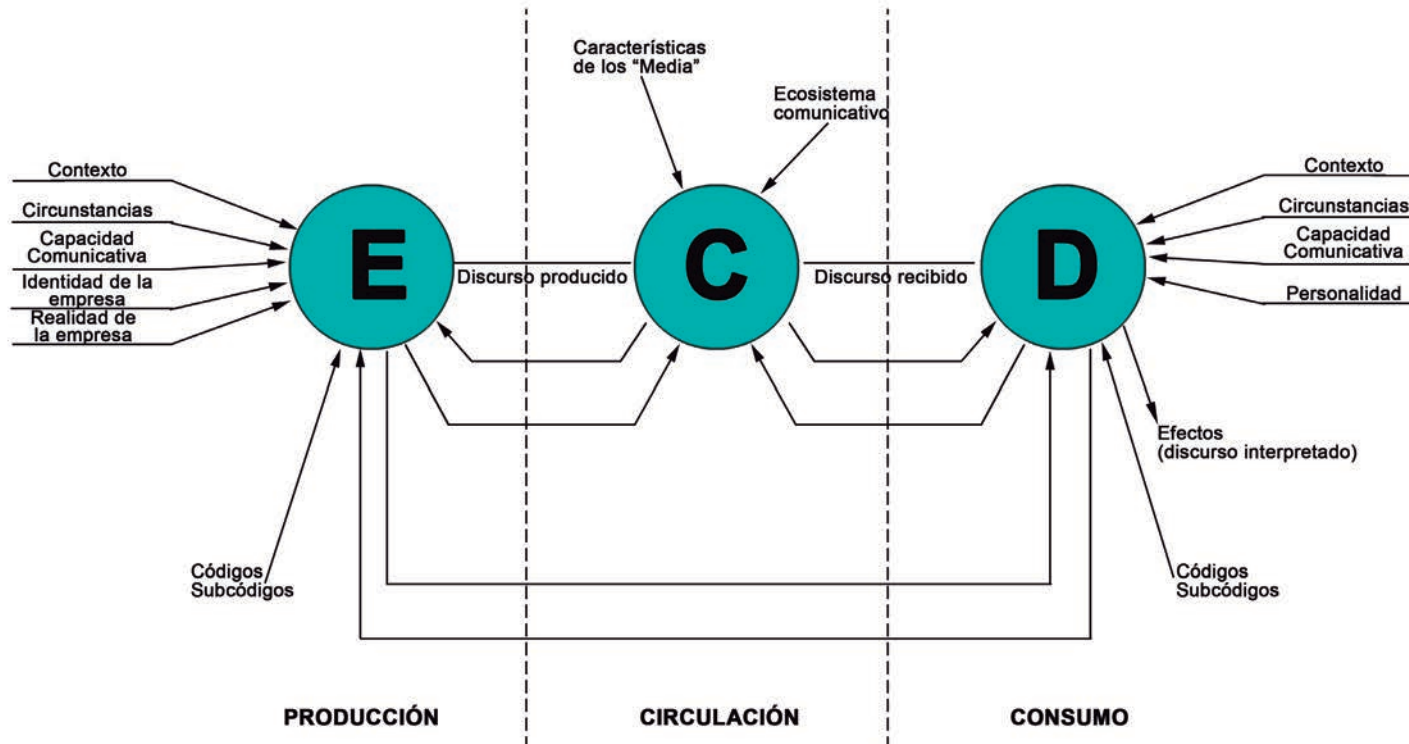 Características
de los “Media”
Ecosistema
comunicativo
Contexto
Circunstancias
Capacidad
Comunicativa
Identidad de la
empresa
Realidad de
la empresa
E
Discurso producido
C
Discurso recibido
D
Contexto
Circunstancias
Capacidad
Comunicativa
Personalidad
Efectos
(discurso interpretado)
Códigos
Subcódigos
Códigos
Subcódigos
PRODUCCIÓN
CIRCULACIÓN
CONSUMO